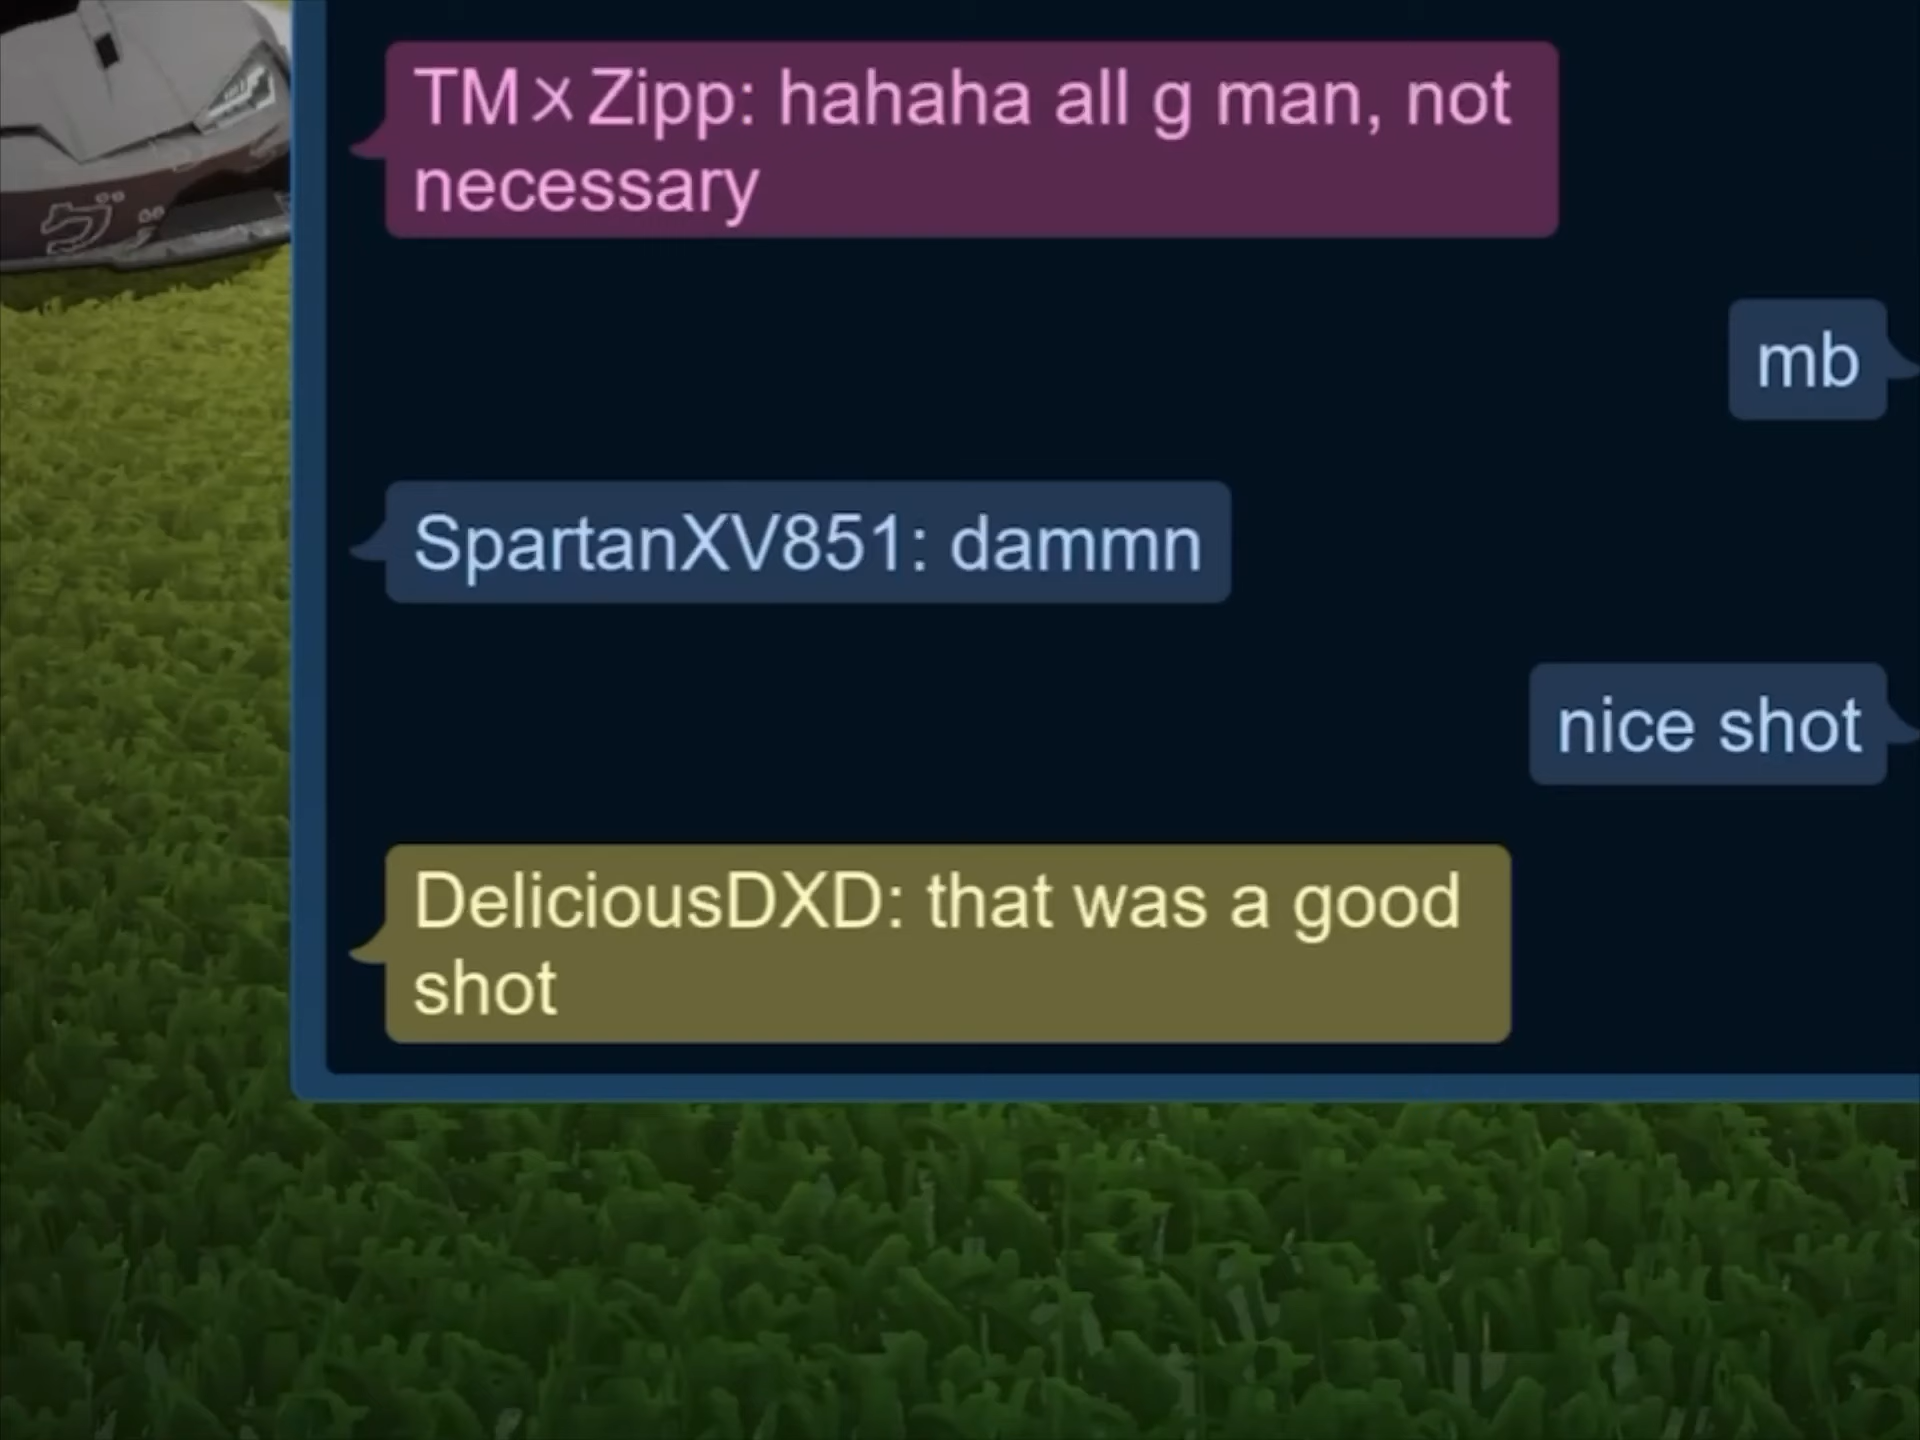 TM×Zipp: hahaha all g man, not
necessary
mb
SpartanXV851: dammn
nice shot
DeliciousDXD: that was a good
shot